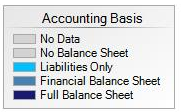 Accounting Basis
No Data
No Balance Sheet
Liabilities Only
Financial Balance Sheet
Full Balance Sheet